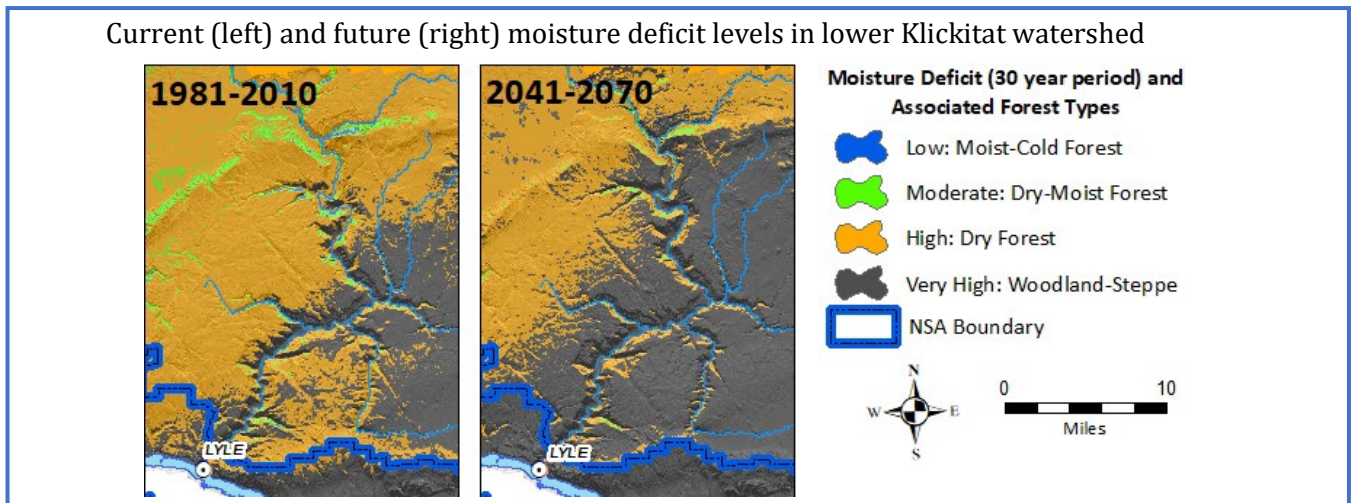 Current (left) and future (right) moisture deficit levels in lower Klickitat watershed
1981-2010
2041-2070
LYLE
LYLE
Moisture Deficit (30 year period) and
Associated Forest Types
Low: Moist-Cold Forest
Moderate: Dry-Moist Forest
High: Dry Forest
Very High: Woodland-Steppe
NSA Boundary
N
W
E
S
0
10
Miles